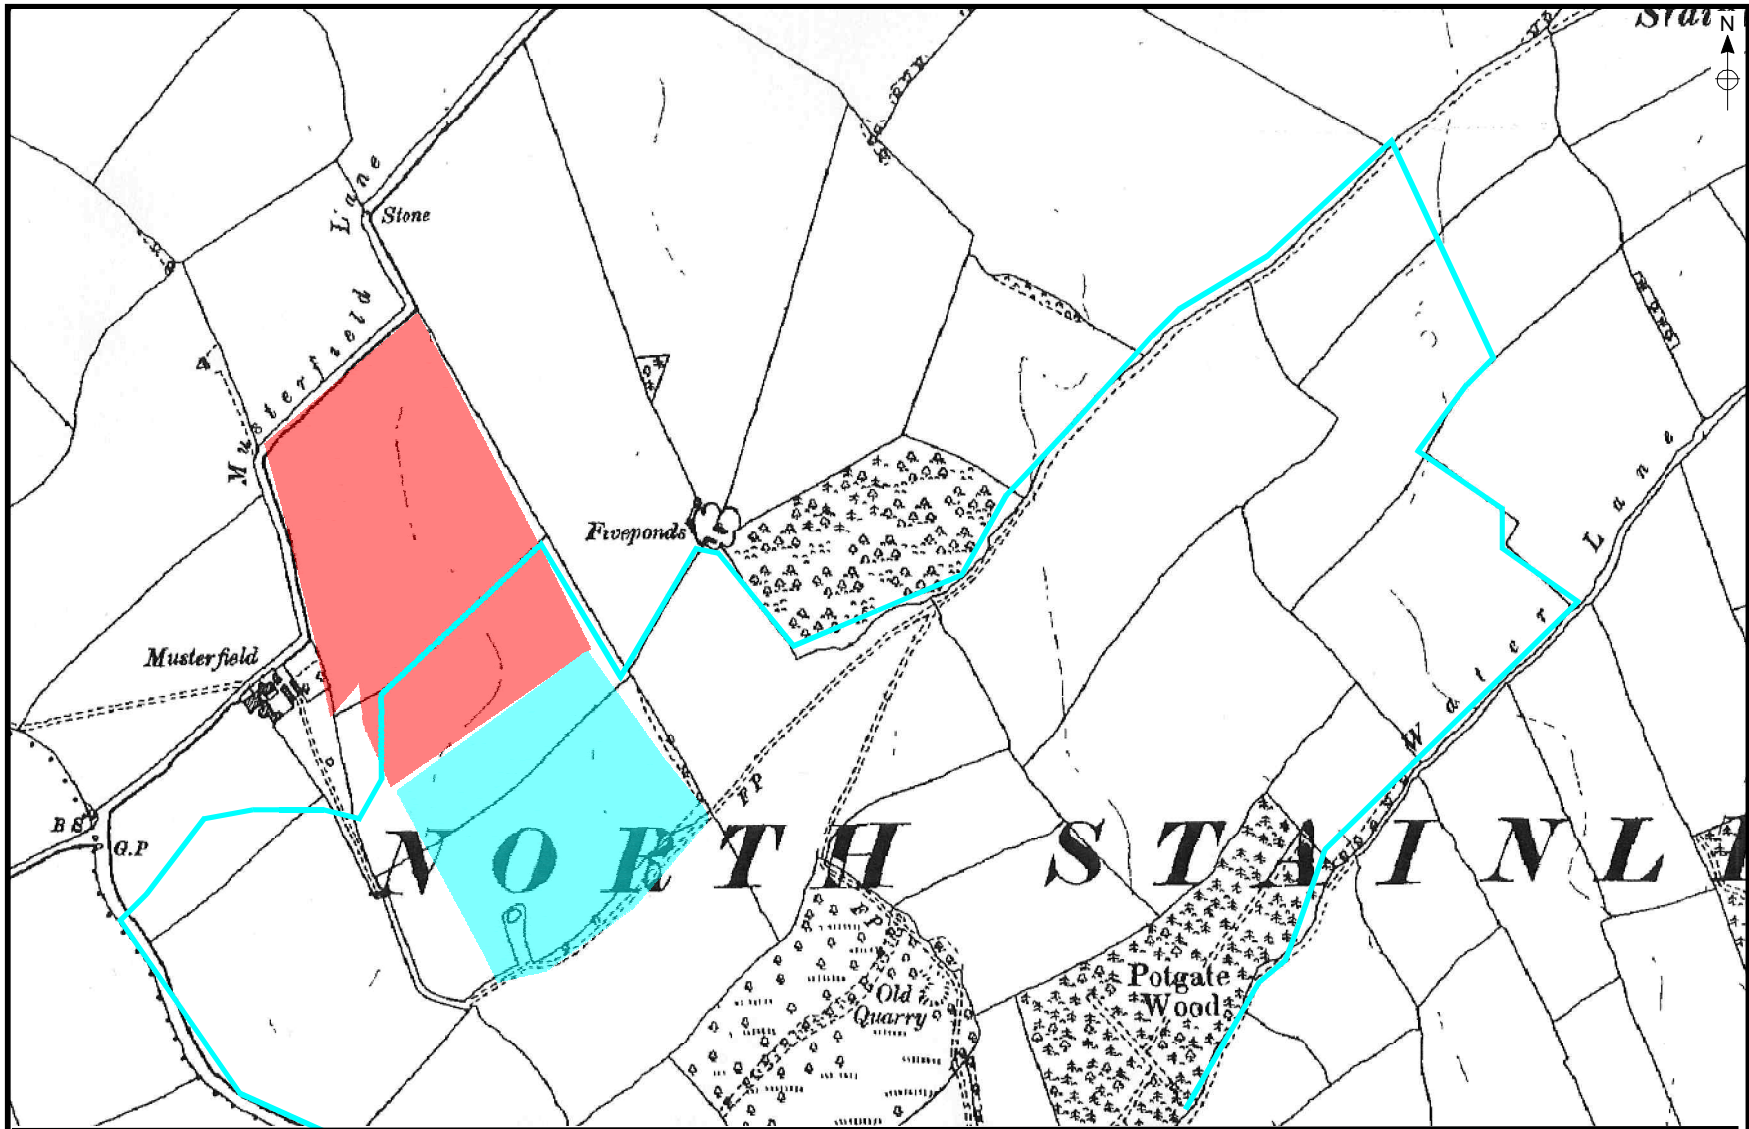 N
Stone
Musterfield Lane
Fiveponds
Musterfield
B S
G.P
F P
NORTH STAINL
Water Lane
F P
Old
Quarry
Potgate
Wood